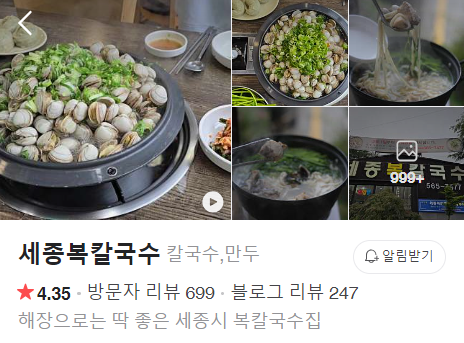 세종복칼국수
999+
세종복칼국수 칼국수,만두
알림받기
4.35 · 방문자 리뷰 699 · 블로그 리뷰 247
해장으로는 딱 좋은 세종시 복칼국수집